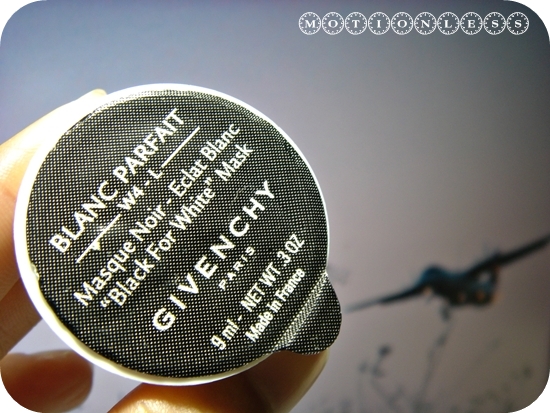 MOTIONLESS
BLANC PARFAIT
W4 - L
Masque Noir - Eclat Blanc
"Black For White" Mask
GIVENCHY
PARIS
9 ml - NET WT. .3 OZ
Made in France